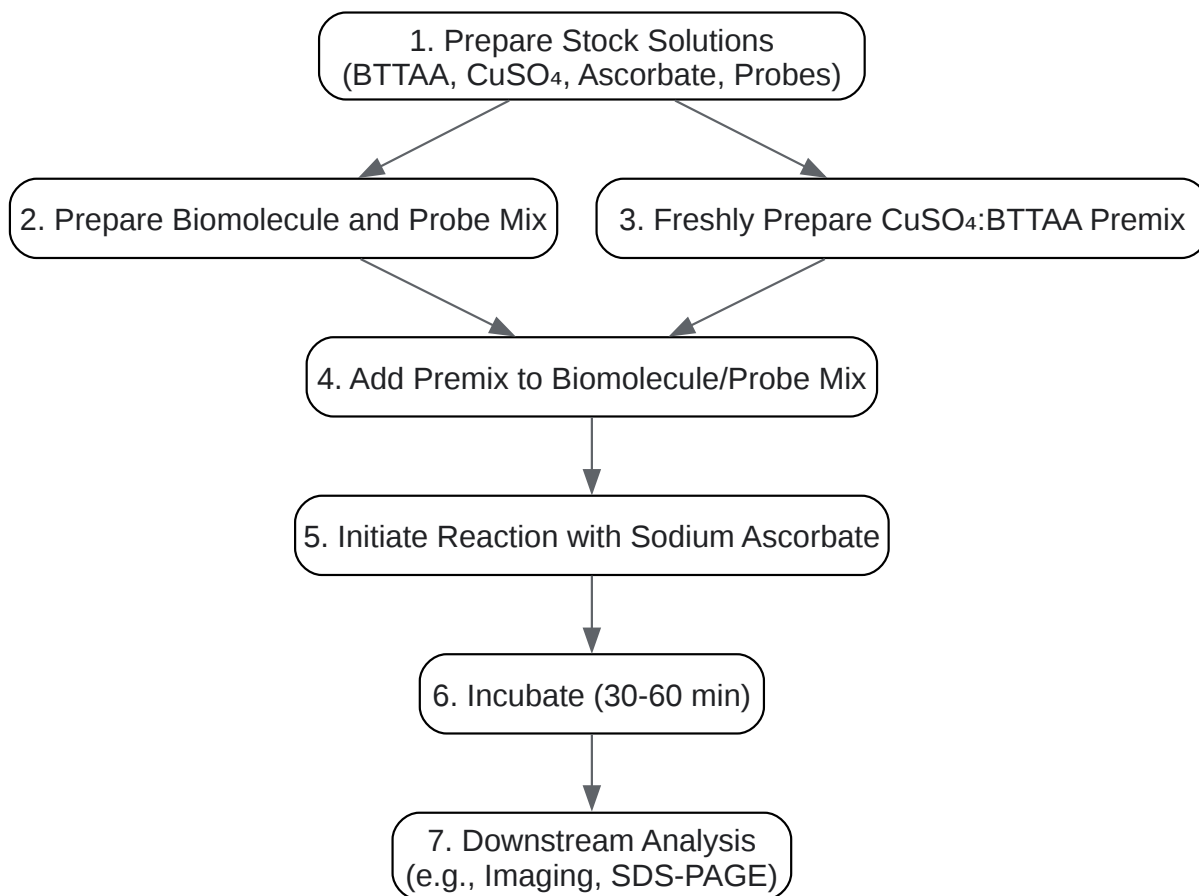 1. Prepare Stock Solutions
(BTTAA, CuSO₄, Ascorbate, Probes)
2. Prepare Biomolecule and Probe Mix
3. Freshly Prepare CuSO₄:BTTAA Premix
4. Add Premix to Biomolecule/Probe Mix
5. Initiate Reaction with Sodium Ascorbate
6. Incubate (30-60 min)
7. Downstream Analysis
(e.g., Imaging, SDS-PAGE)